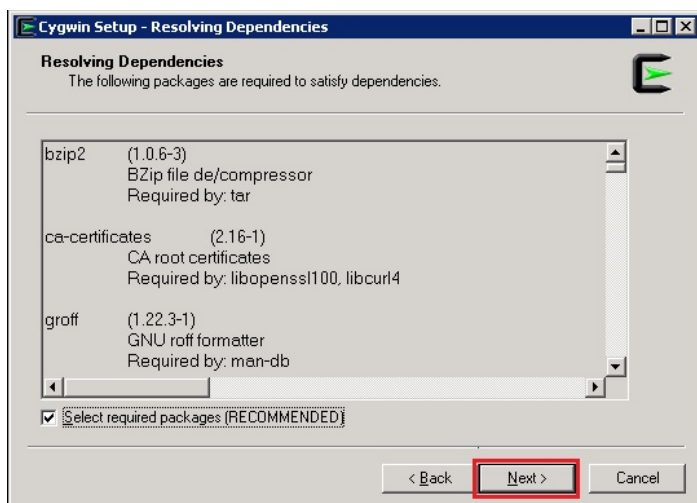 Cygwin Setup - Resolving Dependencies
Resolving Dependencies
The following packages are required to satisfy dependencies.
bzip2 (1.0.6-3)
BZip file de/compressor
Required by: tar
ca-certificates (2.16-1)
CA root certificates
Required by: libopenssl100, libcurl4
groff (1.22.3-1)
GNU roff formatter
Required by: man-db
Select required packages (RECOMMENDED)
< Back Next > Cancel